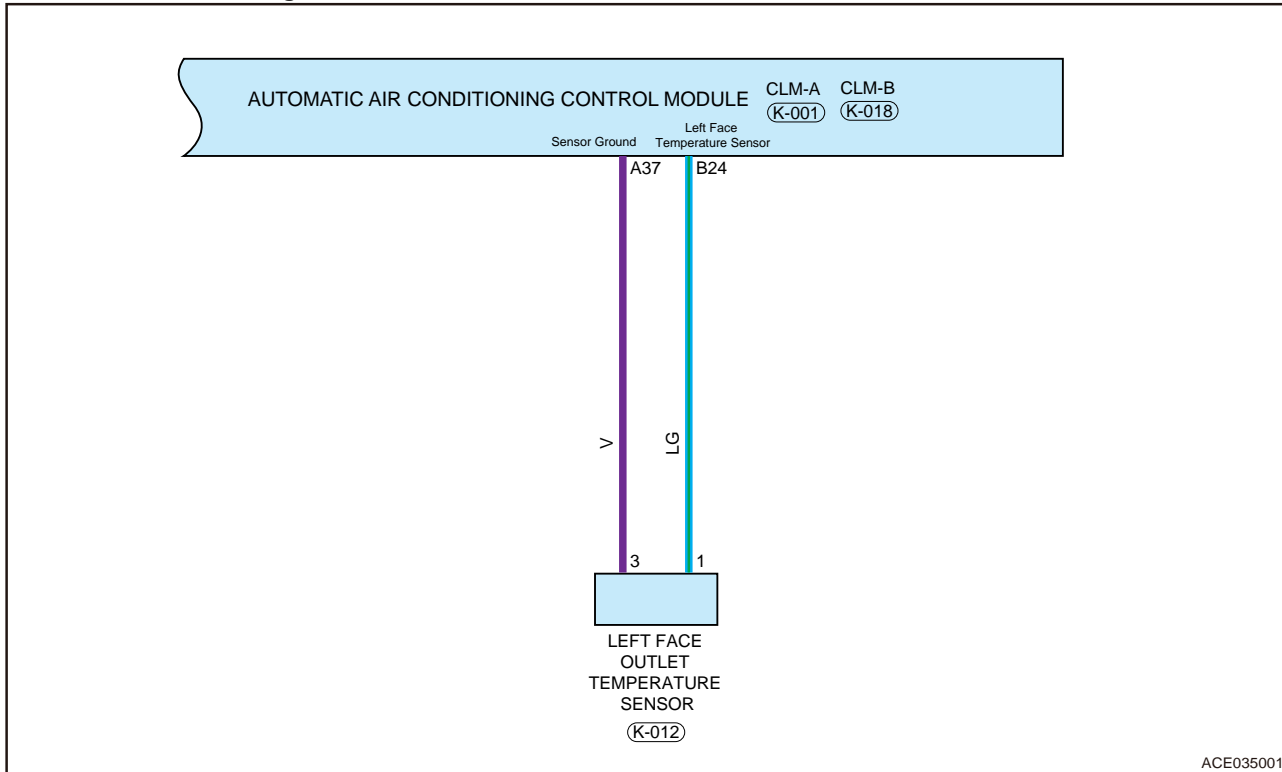 AUTOMATIC AIR CONDITIONING CONTROL MODULE CLM-A CLM-B
K-001 K-018
Sensor Ground
Left Face
Temperature Sensor
A37 B24
V LG
3 1
LEFT FACE
OUTLET
TEMPERATURE
SENSOR
K-012
ACE035001